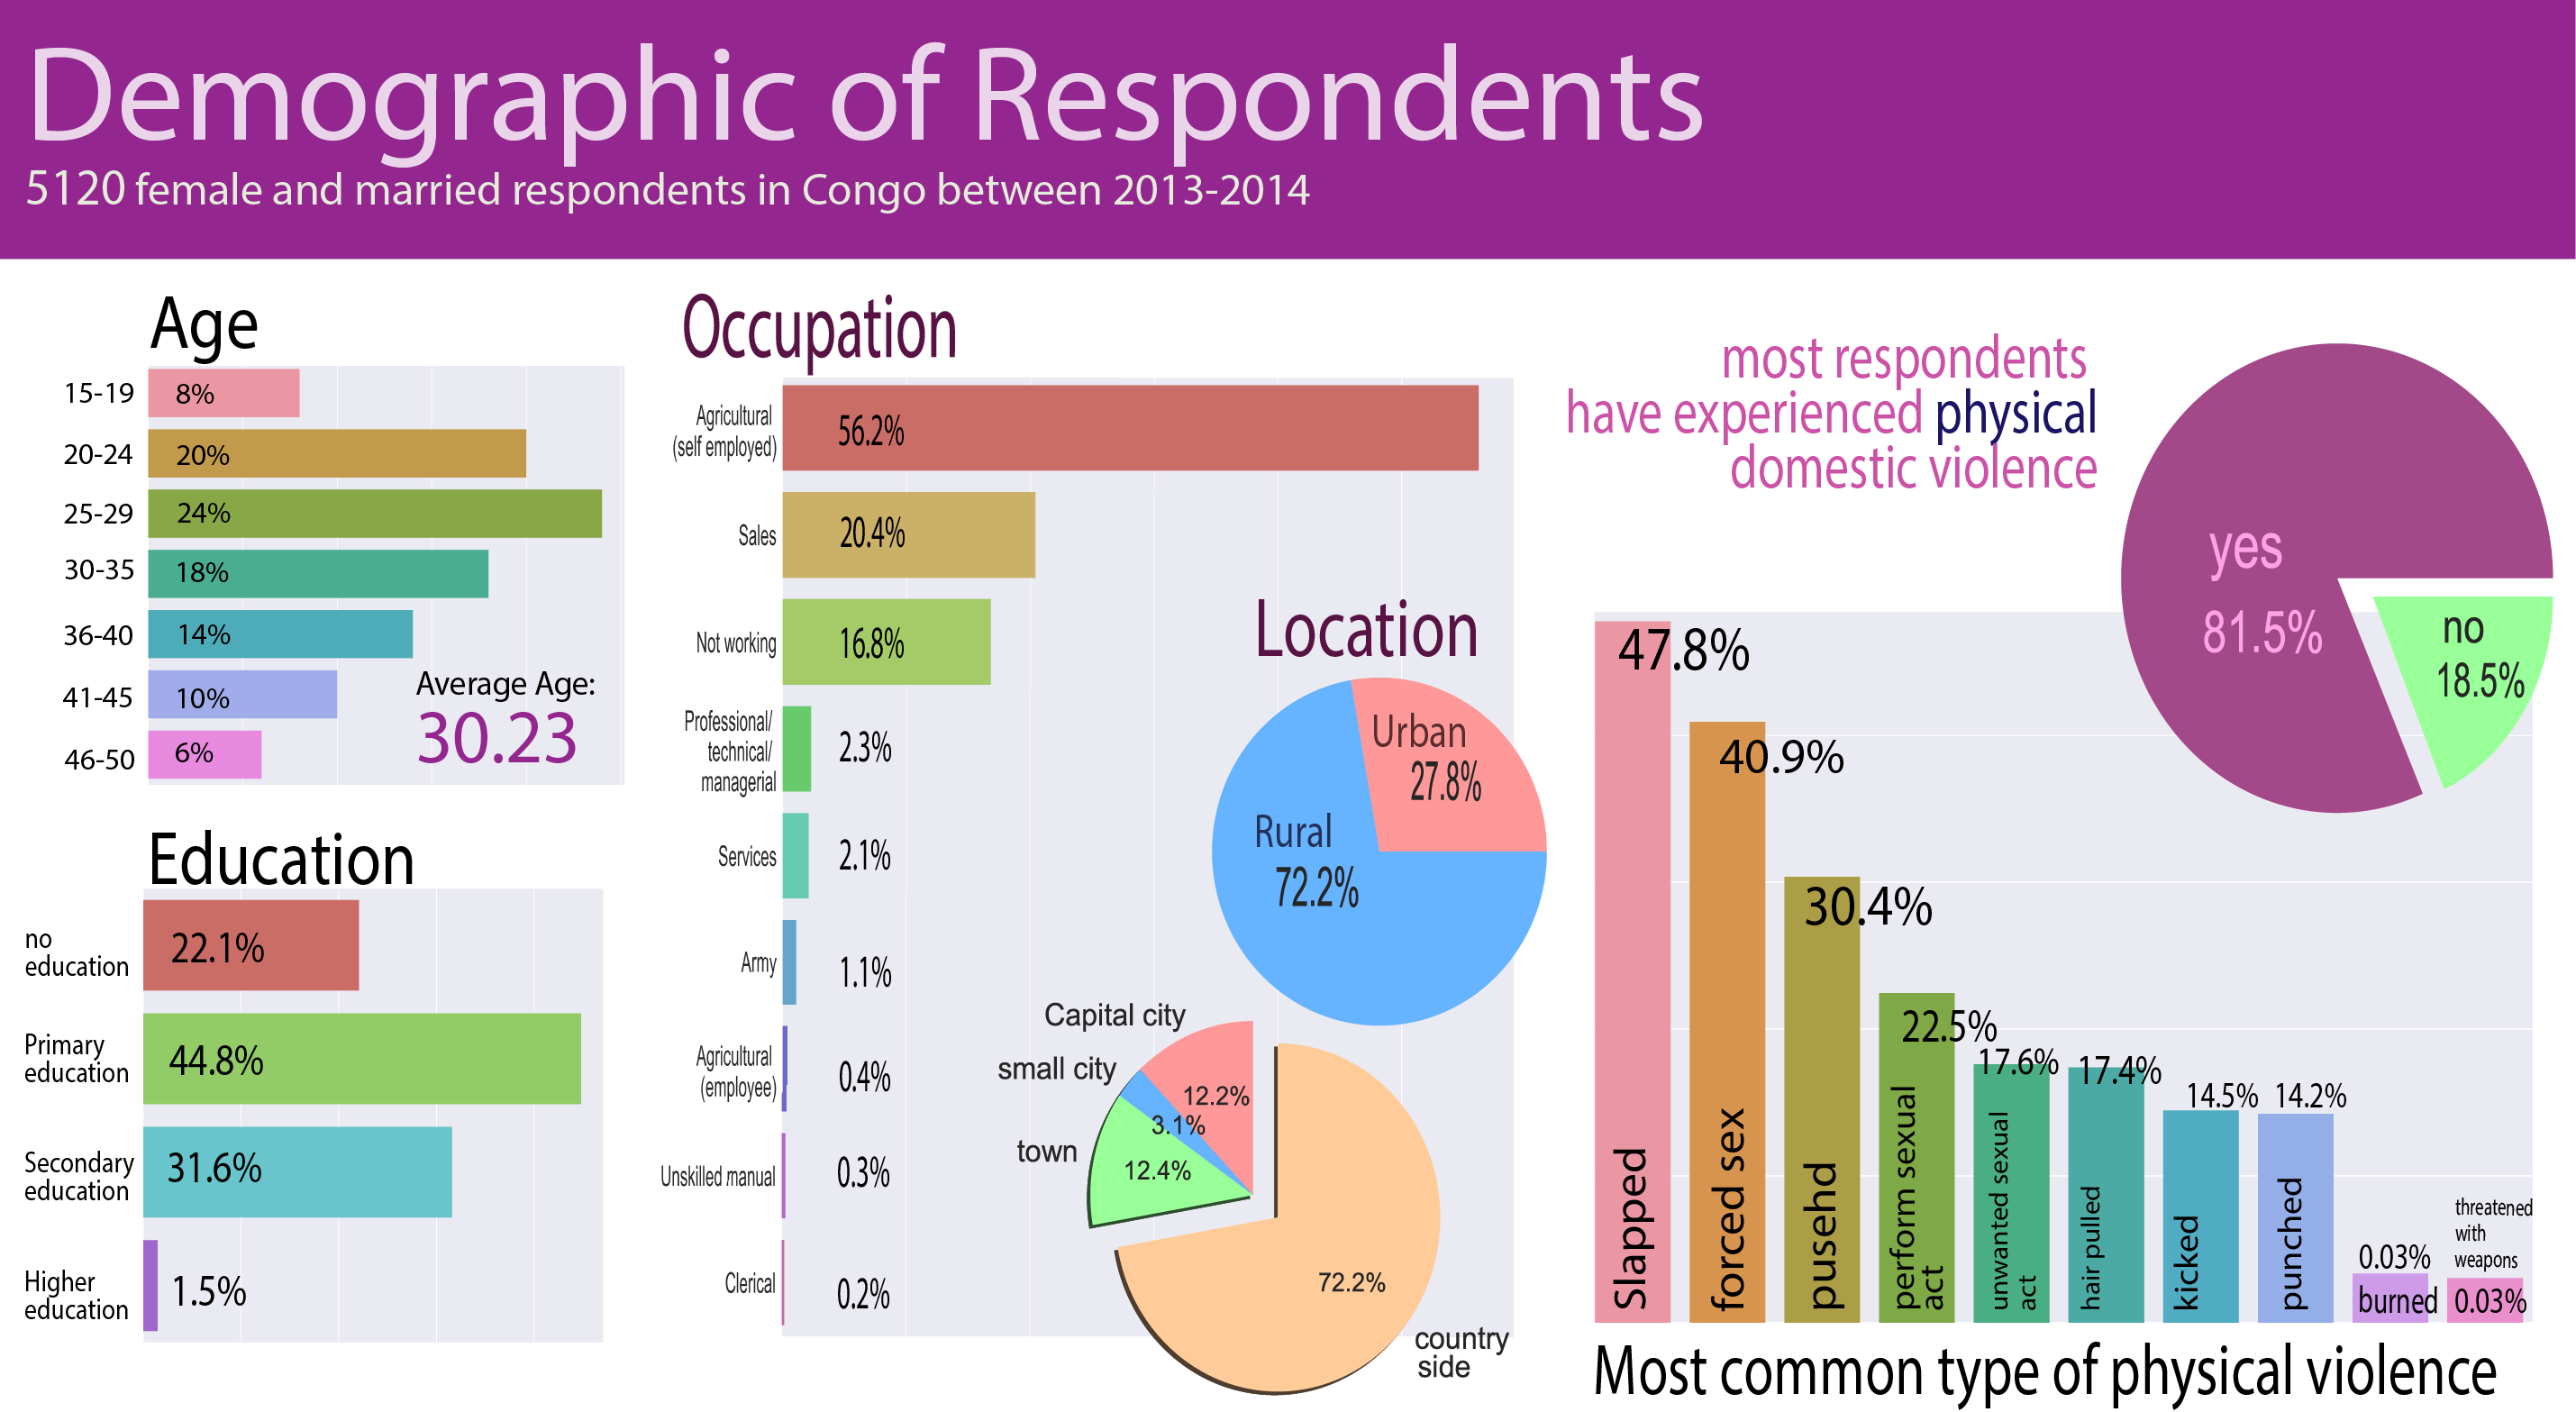 Demographic of Respondents
5120 female and married respondents in Congo between 2013-2014
Age
15-19 8%
20-24 20%
25-29 24%
30-35 18%
36-40 14%
41-45 10%
46-50 6%
Average Age:
30.23
Education
no
education
22.1%
Primary
education
44.8%
Secondary
education
31.6%
Higher
education
1.5%
Occupation
Agricultural
(self employed)
56.2%
Sales 20.4%
Not working 16.8%
Professional/
technical/
managerial
2.3%
Services 2.1%
Army 1.1%
Agricultural
(employee)
0.4%
Unskilled manual 0.3%
Clerical 0.2%
Location
Urban
27.8%
Rural
72.2%
Capital city
12.2%
small city
3.1%
town
12.4%
72.2%
country
side
most respondents
have experienced physical
domestic violence
yes
81.5%
no
18.5%
47.8%
Slapped
40.9%
forced sex
30.4%
pusehd
22.5%
perform sexual
act
17.6%
unwanted sexual
act
17.4%
hair pulled
14.5%
kicked
14.2%
punched
0.03%
burned
threatened
with
weapons
0.03%
Most common type of physical violence